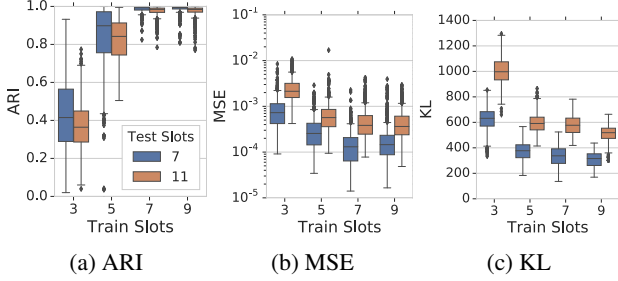 1.0
0.8
0.6
0.4
0.2
0.0
ARI
Test Slots
7
11
3 5 7 9
Train Slots
(a) ARI
10⁻¹
10⁻²
10⁻³
10⁻⁴
10⁻⁵
MSE
3 5 7 9
Train Slots
(b) MSE
1400
1200
1000
800
600
400
200
0
KL
3 5 7 9
Train Slots
(c) KL